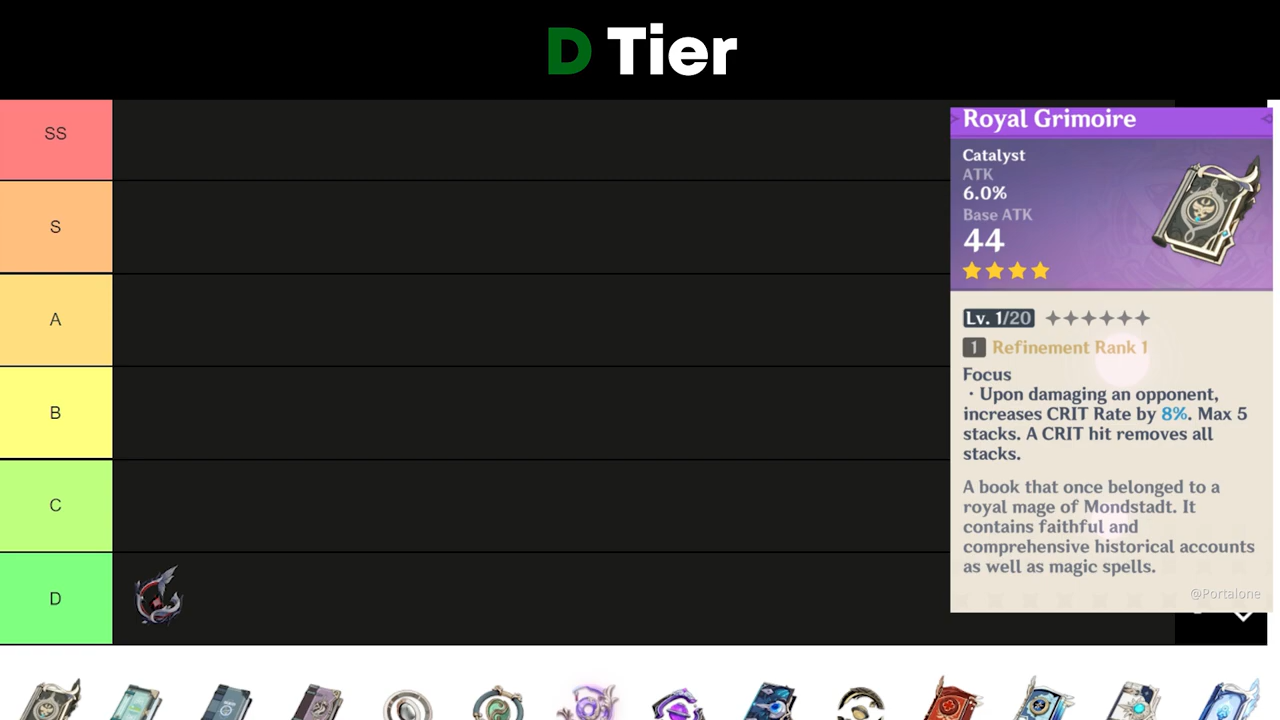 D Tier
SS
S
A
B
C
D
Royal Grimoire
Catalyst
ATK
6.0%
Base ATK
44
Lv. 1/20
1 Refinement Rank 1
Focus
· Upon damaging an opponent,
increases CRIT Rate by 8%. Max 5
stacks. A CRIT hit removes all
stacks.
A book that once belonged to a
royal mage of Mondstadt. It
contains faithful and
comprehensive historical accounts
as well as magic spells.
@Portalone